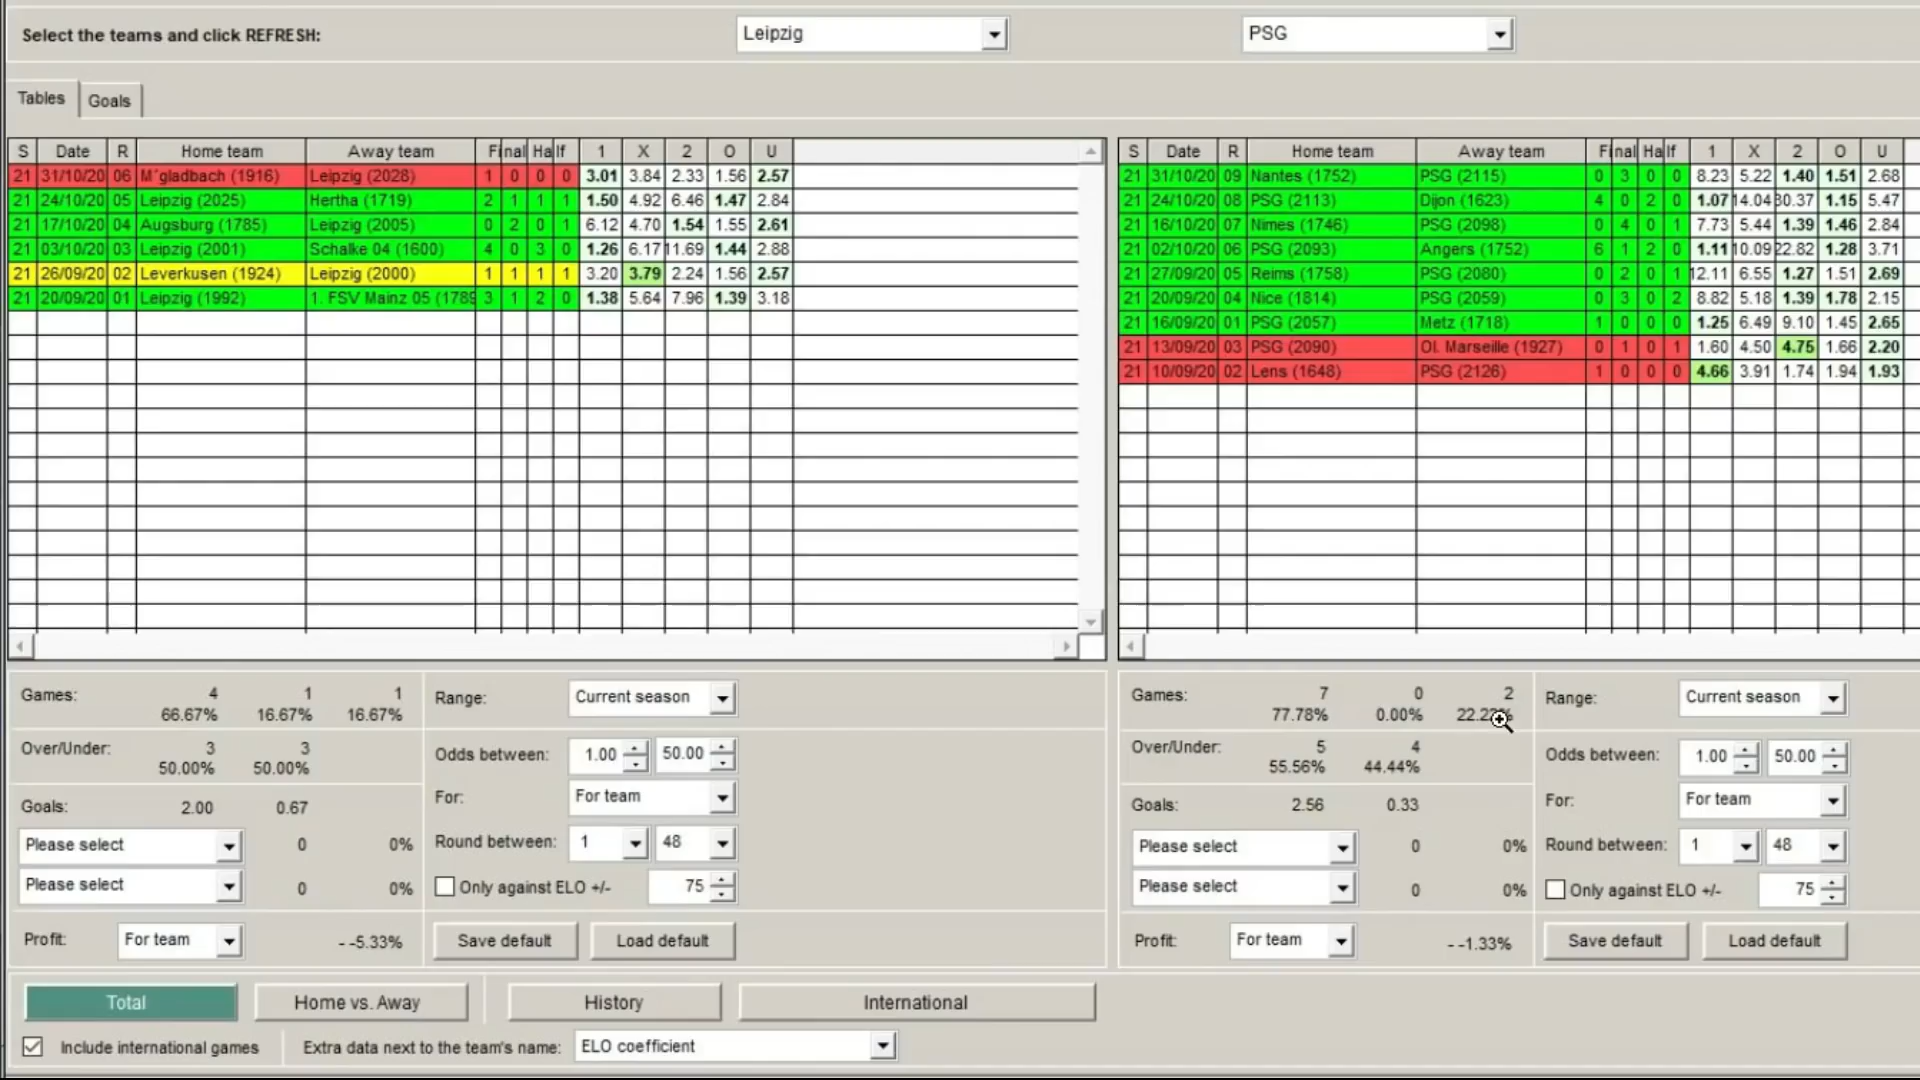 Select the teams and click REFRESH: Leipzig PSG
Tables Goals
S Date R Home team Away team Final Half 1 X 2 O U
21 31/10/20 06 M´gladbach (1916) Leipzig (2028) 1 0 0 0 3.01 3.84 2.33 1.56 2.57
21 24/10/20 05 Leipzig (2025) Hertha (1719) 2 1 1 1 1.50 4.92 6.46 1.47 2.84
21 17/10/20 04 Augsburg (1785) Leipzig (2005) 0 2 0 1 6.12 4.70 1.54 1.55 2.61
21 03/10/20 03 Leipzig (2001) Schalke 04 (1600) 4 0 3 0 1.26 6.17 11.69 1.44 2.88
21 26/09/20 02 Leverkusen (1924) Leipzig (2000) 1 1 1 1 3.20 3.79 2.24 1.56 2.57
21 20/09/20 01 Leipzig (1992) 1. FSV Mainz 05 (1789 3 1 2 0 1.38 5.64 7.96 1.39 3.18
S Date R Home team Away team Final Half 1 X 2 O U
21 31/10/20 09 Nantes (1752) PSG (2115) 0 3 0 0 8.23 5.22 1.40 1.51 2.68
21 24/10/20 08 PSG (2113) Dijon (1623) 4 0 2 0 1.07 14.04 30.37 1.15 5.47
21 16/10/20 07 Nimes (1746) PSG (2098) 0 4 0 1 7.73 5.44 1.39 1.46 2.84
21 02/10/20 06 PSG (2093) Angers (1752) 6 1 2 0 1.11 10.09 22.82 1.28 3.71
21 27/09/20 05 Reims (1758) PSG (2080) 0 2 0 1 12.11 6.55 1.27 1.51 2.69
21 20/09/20 04 Nice (1814) PSG (2059) 0 3 0 2 8.82 5.18 1.39 1.78 2.15
21 16/09/20 01 PSG (2057) Metz (1718) 1 0 0 0 1.25 6.49 9.10 1.45 2.65
21 13/09/20 03 PSG (2090) Ol. Marseille (1927) 0 1 0 1 1.60 4.50 4.75 1.66 2.20
21 10/09/20 02 Lens (1648) PSG (2126) 1 0 0 0 4.66 3.91 1.74 1.94 1.93
Games: 4 1 1
66.67% 16.67% 16.67%
Over/Under: 3 3
50.00% 50.00%
Goals: 2.00 0.67
Please select 0 0%
Please select 0 0%
Profit: For team - -5.33%
Range: Current season
Odds between: 1.00 50.00
For: For team
Round between: 1 48
Only against ELO +/- 75
Save default Load default
Games: 7 0 2
77.78% 0.00% 22.22%
Over/Under: 5 4
55.56% 44.44%
Goals: 2.56 0.33
Please select 0 0%
Please select 0 0%
Profit: For team - -1.33%
Range: Current season
Odds between: 1.00 50.00
For: For team
Round between: 1 48
Only against ELO +/- 75
Save default Load default
Total Home vs. Away History International
Include international games Extra data next to the team's name: ELO coefficient